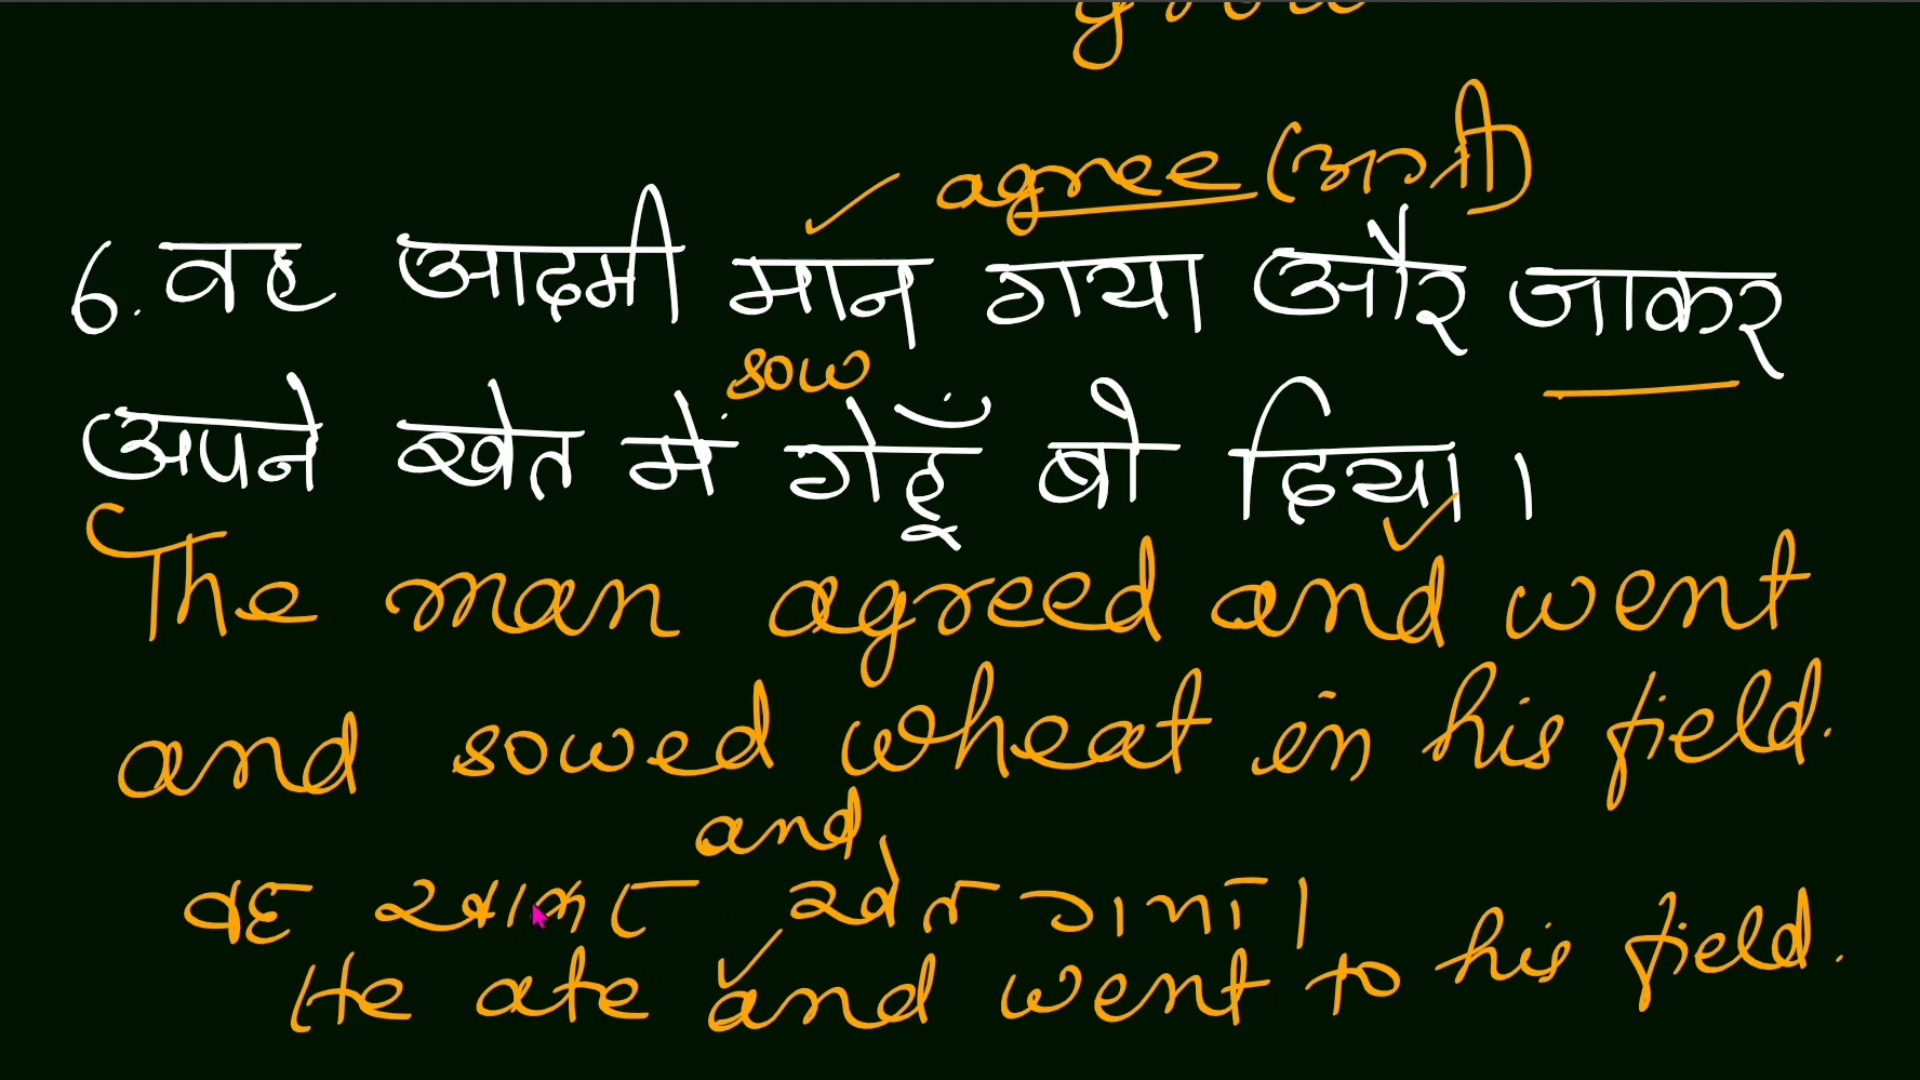 agree (अग्री)
6. वह आदमी मान गया और जाकर
sow
अपने खेत में गेहूँ बो दिया।
The man agreed and went
and sowed wheat in his field.
and
वह खाकर खेत गया।
He ate and went to his field.